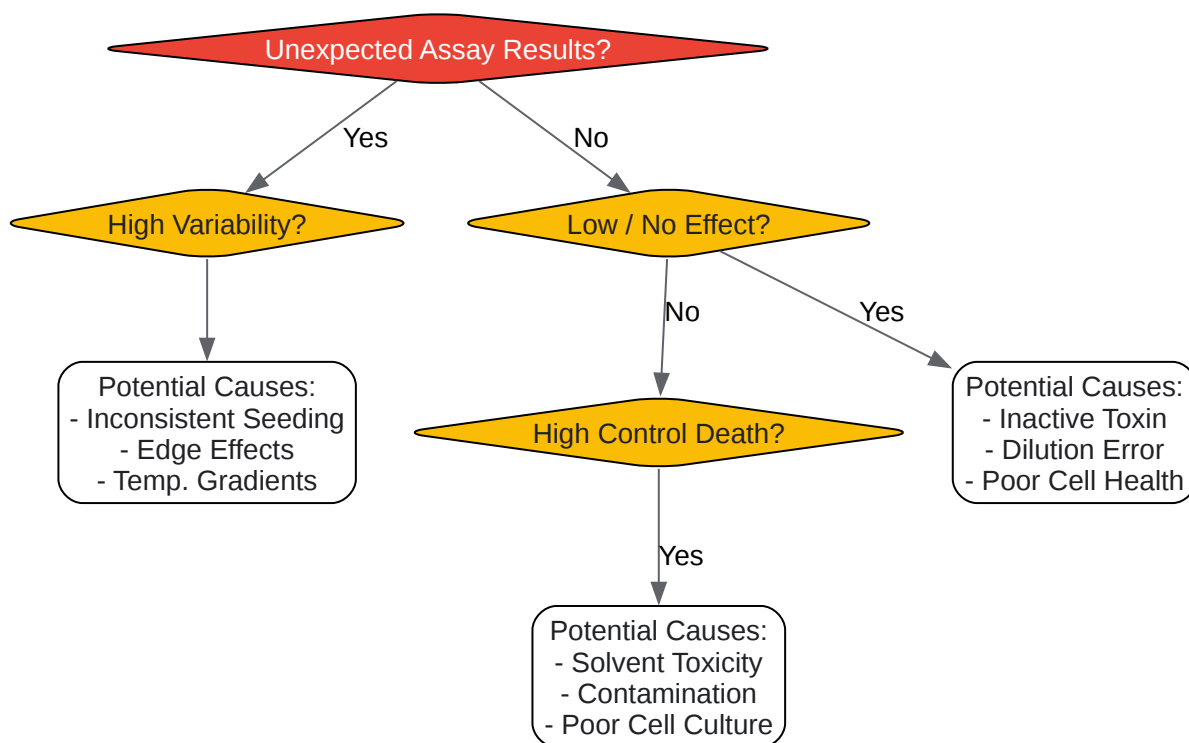 Unexpected Assay Results?
Yes
No
High Variability?
Low / No Effect?
No
Yes
Potential Causes:
- Inconsistent Seeding
- Edge Effects
- Temp. Gradients
High Control Death?
Potential Causes:
- Inactive Toxin
- Dilution Error
- Poor Cell Health
Yes
Potential Causes:
- Solvent Toxicity
- Contamination
- Poor Cell Culture